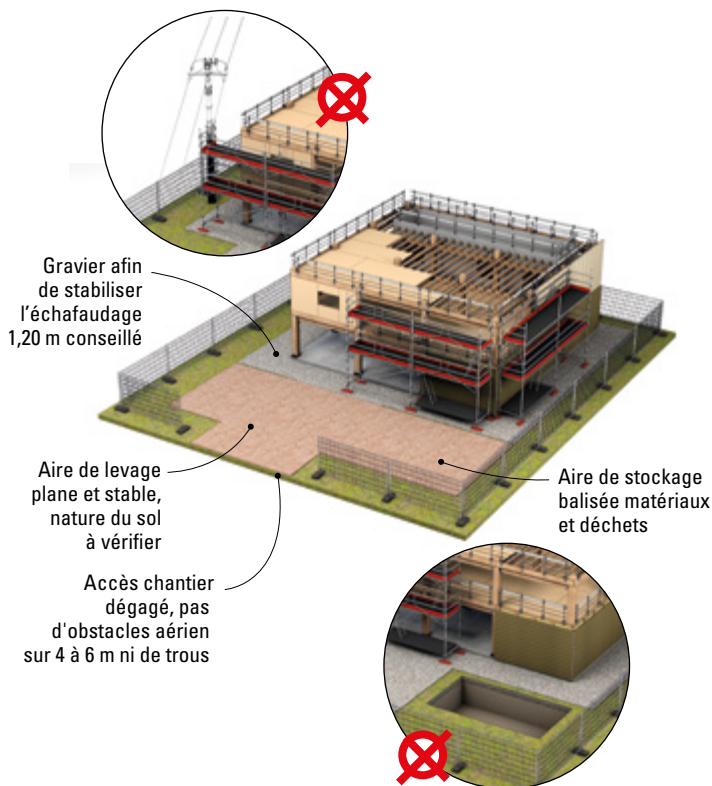 Gravier afin
de stabiliser
l'échafaudage
1,20 m conseillé
Aire de levage
plane et stable,
nature du sol
à vérifier
Aire de stockage
balisée matériaux
et déchets
Accès chantier
dégagé, pas
d'obstacles aérien
sur 4 à 6 m ni de trous